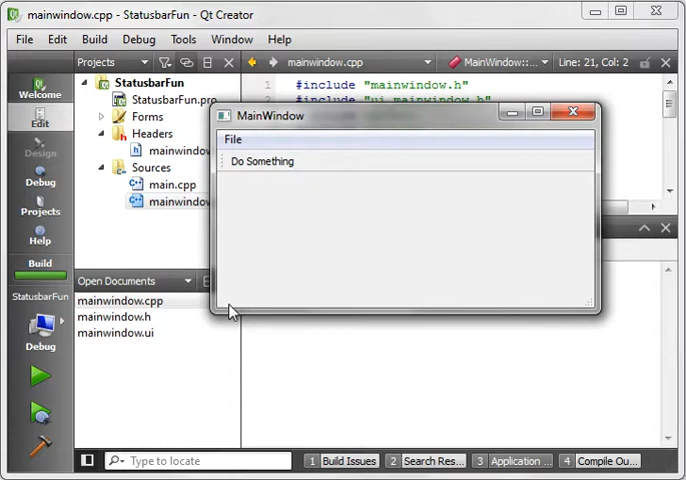 mainwindow.cpp - StatusbarFun - Qt Creator
File Edit Build Debug Tools Window Help
Projects
mainwindow.cpp
MainWindow::...
Line: 21, Col: 2
Welcome
Edit
Design
Debug
Projects
Help
Build
StatusbarFun
Debug
StatusbarFun
StatusbarFun.pro
Forms
Headers
mainwindow
Sources
main.cpp
mainwindow
1 #include "mainwindow.h"
2 #include "ui_mainwindow.h"
MainWindow
File
Do Something
Open Documents
mainwindow.cpp
mainwindow.h
mainwindow.ui
Type to locate
1 Build Issues
2 Search Res...
3 Application ...
4 Compile Ou...